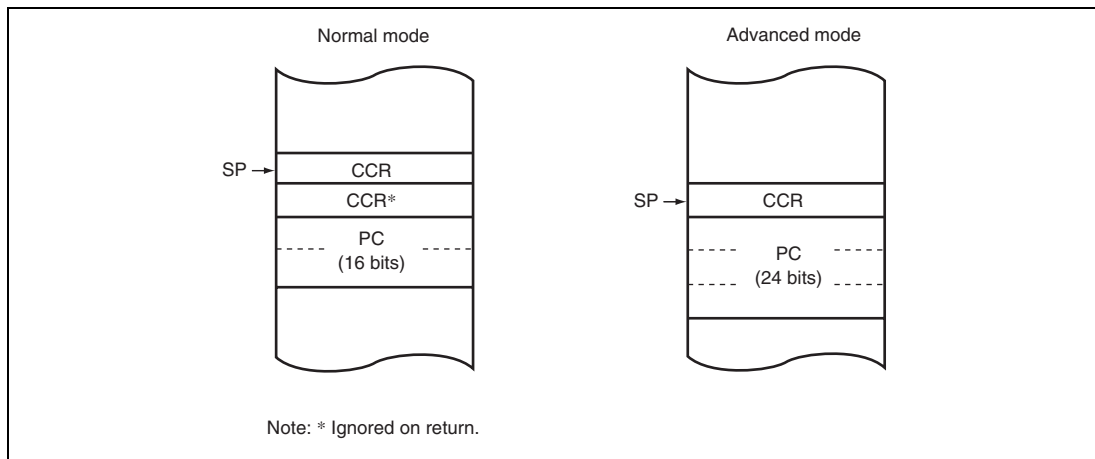 Normal mode
SP
CCR
CCR*
PC
(16 bits)
Advanced mode
SP
CCR
PC
(24 bits)
Note: * Ignored on return.